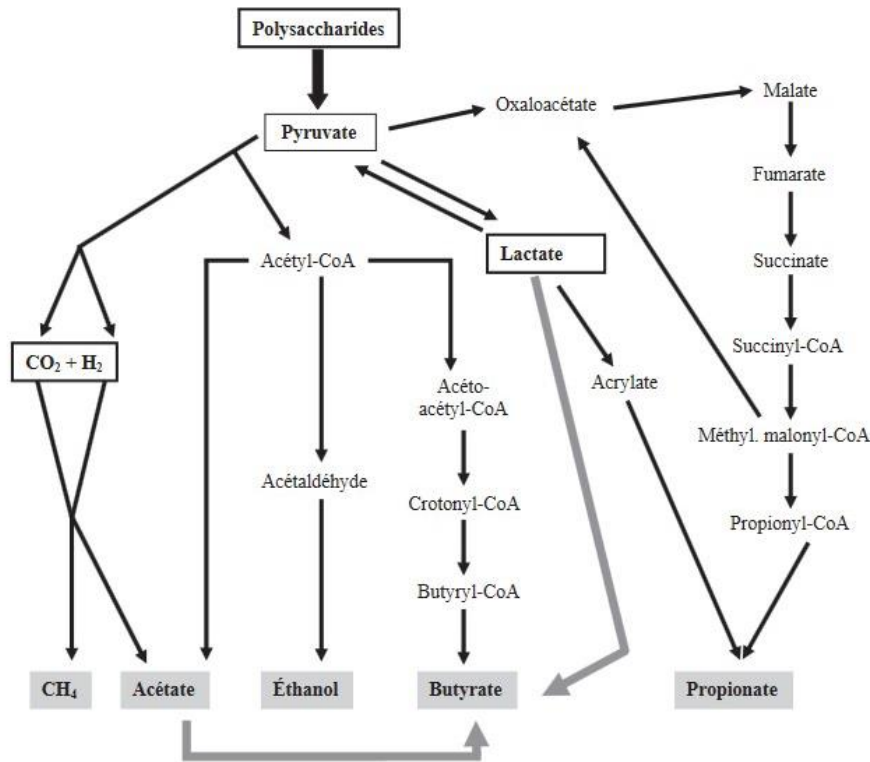 Polysaccharides
Pyruvate
Oxaloacétate
Malate
Fumarate
Acétyl-CoA
Lactate
Succinate
CO₂ + H₂
Succinyl-CoA
Acéto-
acétyl-CoA
Acrylate
Méthyl. malonyl-CoA
Acétaldéhyde
Crotonyl-CoA
Propionyl-CoA
Butyryl-CoA
CH₄
Acétate
Éthanol
Butyrate
Propionate